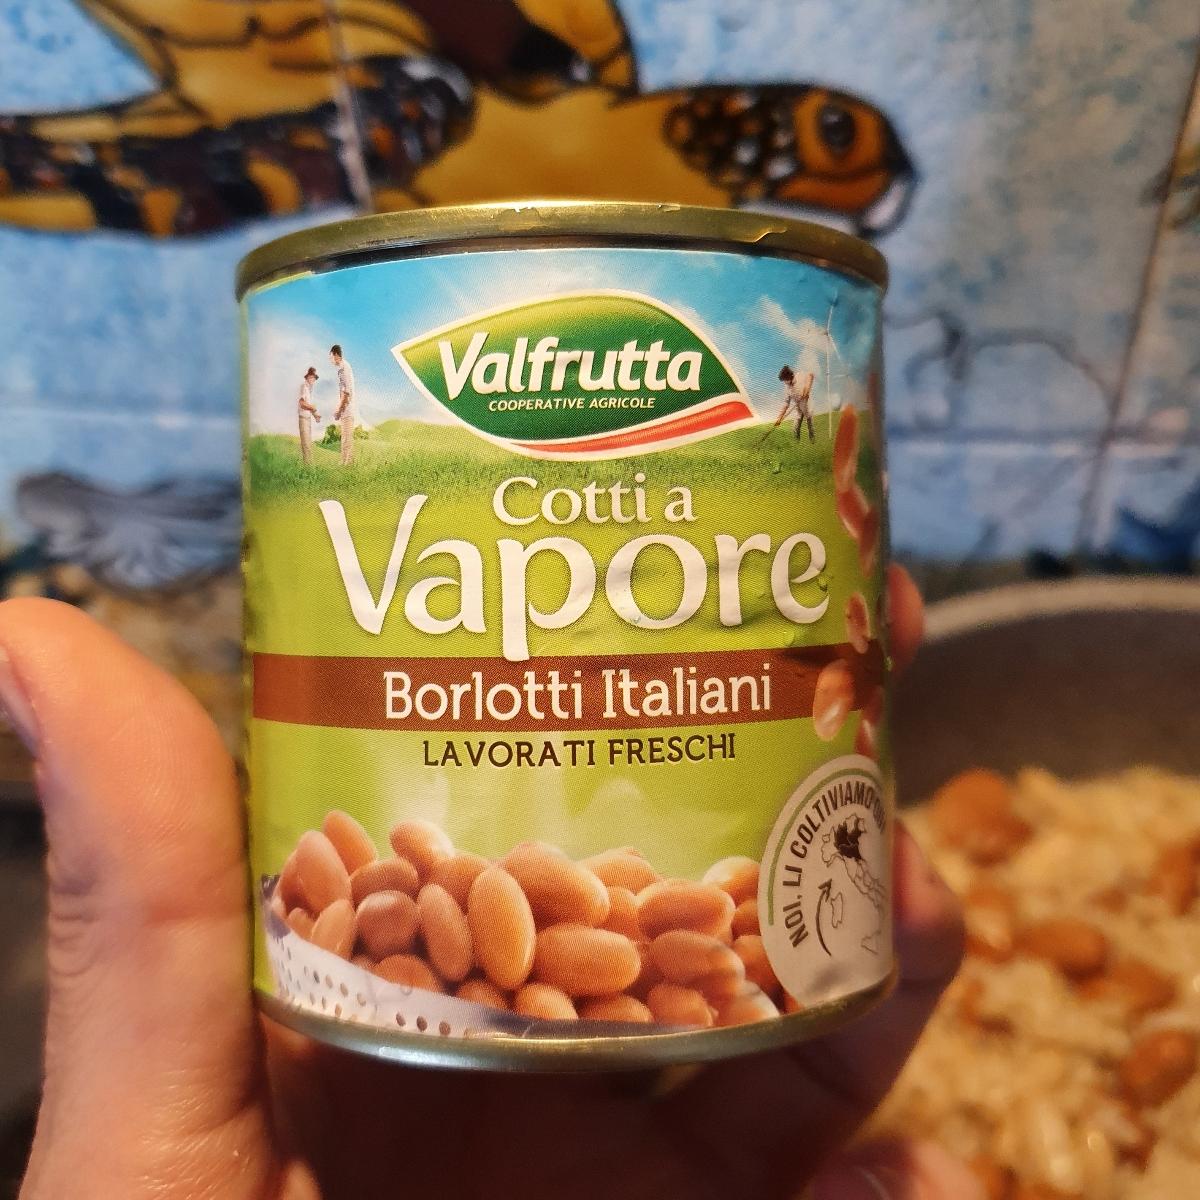 Valfrutta
COOPERATIVE AGRICOLE
Cotti a
Vapore
Borlotti Italiani
LAVORATI FRESCHI
NOI, LI COLTIVIAMO